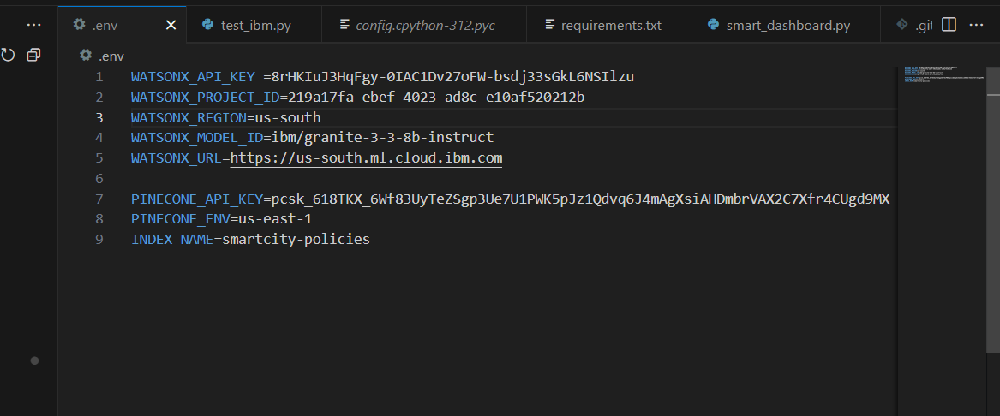 .env
test_ibm.py
config.cpython-312.pyc
requirements.txt
smart_dashboard.py
.git
.env
1 WATSONX_API_KEY =8rHKIuJ3HqFgy-0IAC1Dv27oFW-bsdj33sGkL6NSIlzu
2 WATSONX_PROJECT_ID=219a17fa-ebef-4023-ad8c-e10af520212b
3 WATSONX_REGION=us-south
4 WATSONX_MODEL_ID=ibm/granite-3-3-8b-instruct
5 WATSONX_URL=https://us-south.ml.cloud.ibm.com
6
7 PINECONE_API_KEY=pcsk_618TKX_6Wf83UyTeZSgp3Ue7U1PWK5pJz1Qdvq6J4mAgXsiAHDmbrVAX2C7Xfr4CUgd9MX
8 PINECONE_ENV=us-east-1
9 INDEX_NAME=smartcity-policies